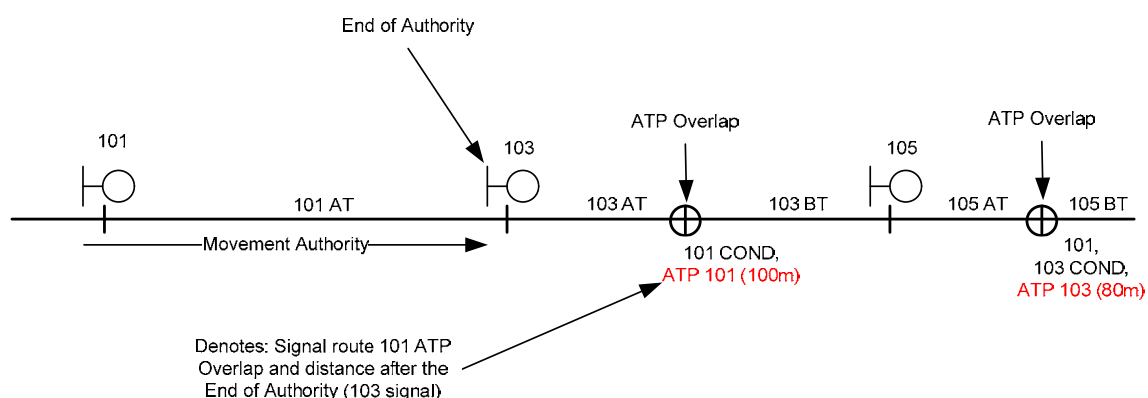 End of Authority
ATP Overlap
ATP Overlap
101
103
105
101 AT
103 AT
103 BT
105 AT
105 BT
Movement Authority
101 COND,
ATP 101 (100m)
101,
103 COND,
ATP 103 (80m)
Denotes: Signal route 101 ATP
Overlap and distance after the
End of Authority (103 signal)